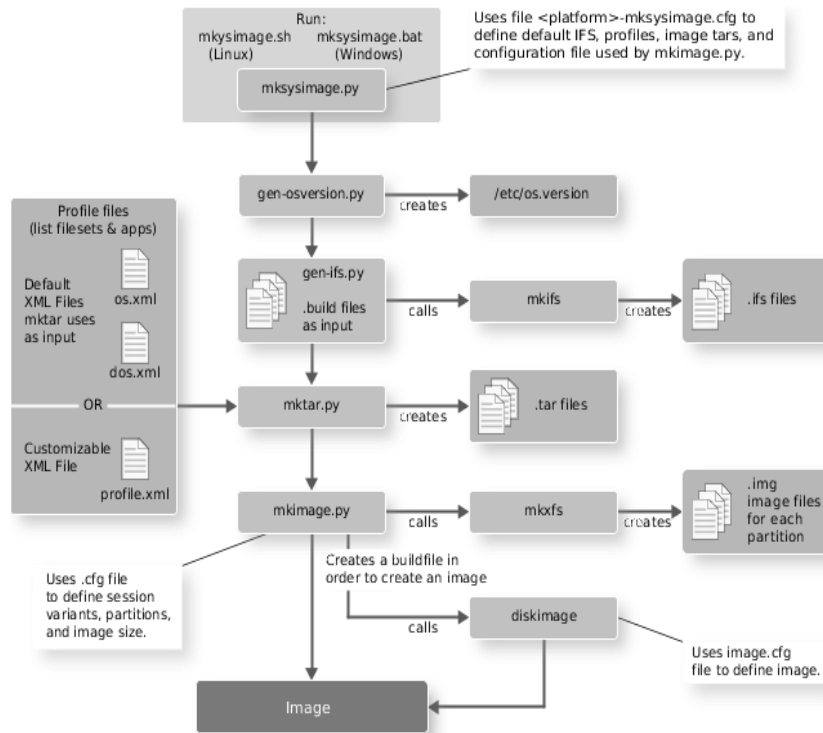 Run:
mkysimage.sh
(Linux)
mksysimage.bat
(Windows)
mksysimage.py
Uses file <platform>-mksysimage.cfg to
define default IFS, profiles, image tars, and
configuration file used by mkimage.py.
gen-osversion.py
creates
/etc/os.version
Profile files
(list filesets & apps)
Default
XML Files
mktar uses
as input
os.xml
dos.xml
OR
Customizable
XML File
profile.xml
gen-ifs.py
.build files
as input
calls
mkifs
creates
.ifs files
mktar.py
creates
.tar files
mkimage.py
calls
mkxfs
creates
.img
image files
for each
partition
Uses .cfg file
to define session
variants, partitions,
and image size.
Creates a buildfile in
order to create an image
calls
diskimage
Uses image.cfg
file to define image.
Image